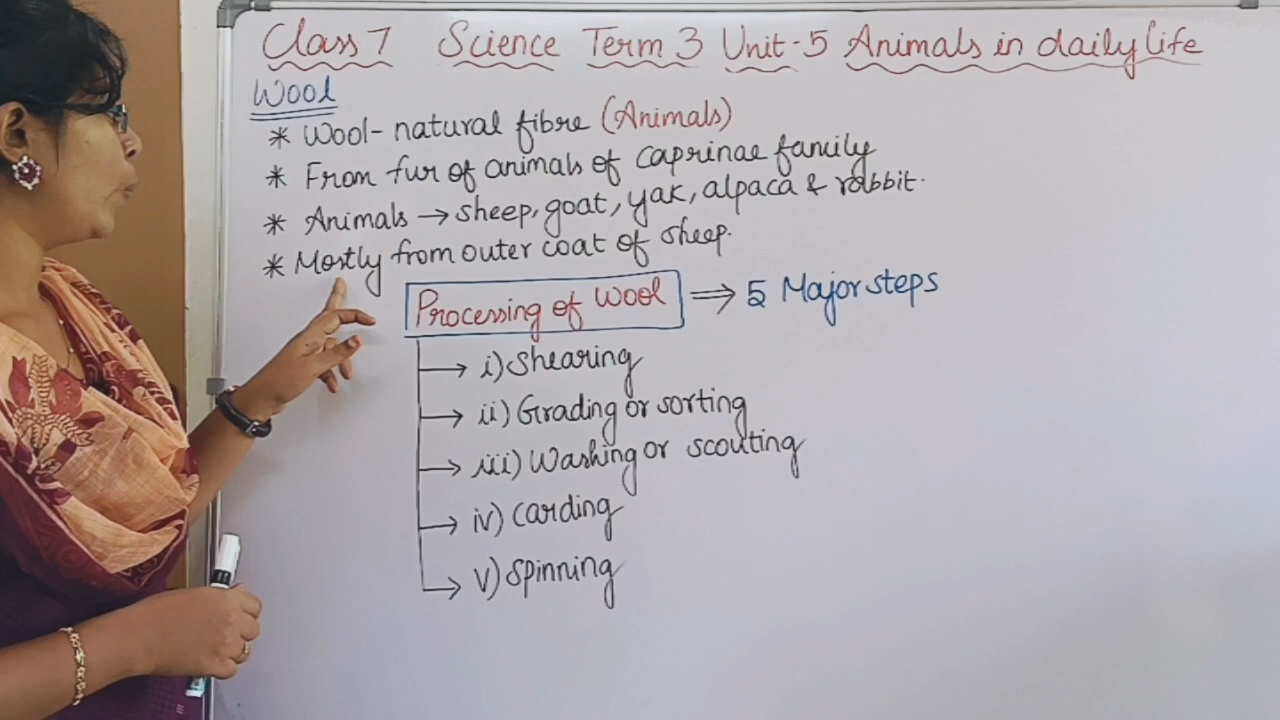 Class 7 Science Term 3 Unit-5 Animals in daily life
Wool
* Wool- natural fibre (Animals)
* From fur of animals of caprinae family
* Animals → sheep, goat, yak, alpaca & rabbit.
* Mostly from outer coat of sheep.
Processing of Wool ⇒ 5 Major steps
→ i) Shearing
→ ii) Grading or sorting
→ iii) Washing or scouting
→ iv) Carding
→ v) Spinning